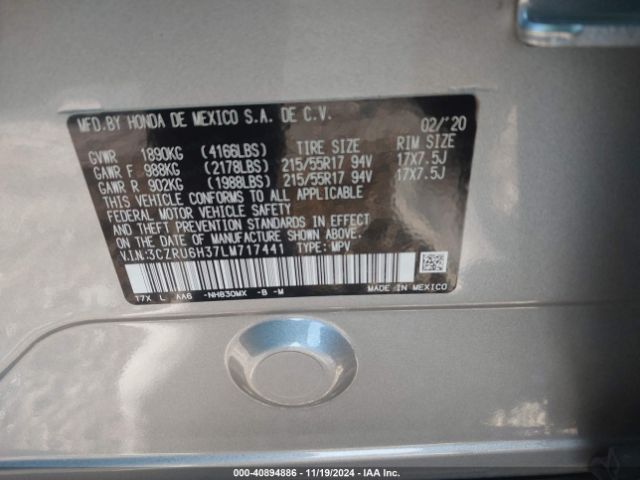 MFD.BY HONDA DE MEXICO S.A. DE C.V. 02/'20
GVWR 1890KG (4166LBS) TIRE SIZE RIM SIZE
GAWR F 988KG (2178LBS) 215/55R17 94V 17X7.5J
GAWR R 902KG (1988LBS) 215/55R17 94V 17X7.5J
THIS VEHICLE CONFORMS TO ALL APPLICABLE
FEDERAL MOTOR VEHICLE SAFETY
AND THEFT PREVENTION STANDARDS IN EFFECT
ON THE DATE OF MANUFACTURE SHOWN ABOVE.
V.I.N:3CZRU6H37LM717441 TYPE: MPV
T7X L AA6 -NH830MX -B -M MADE IN MEXICO
000-40894886 - 11/19/2024 - IAA Inc.